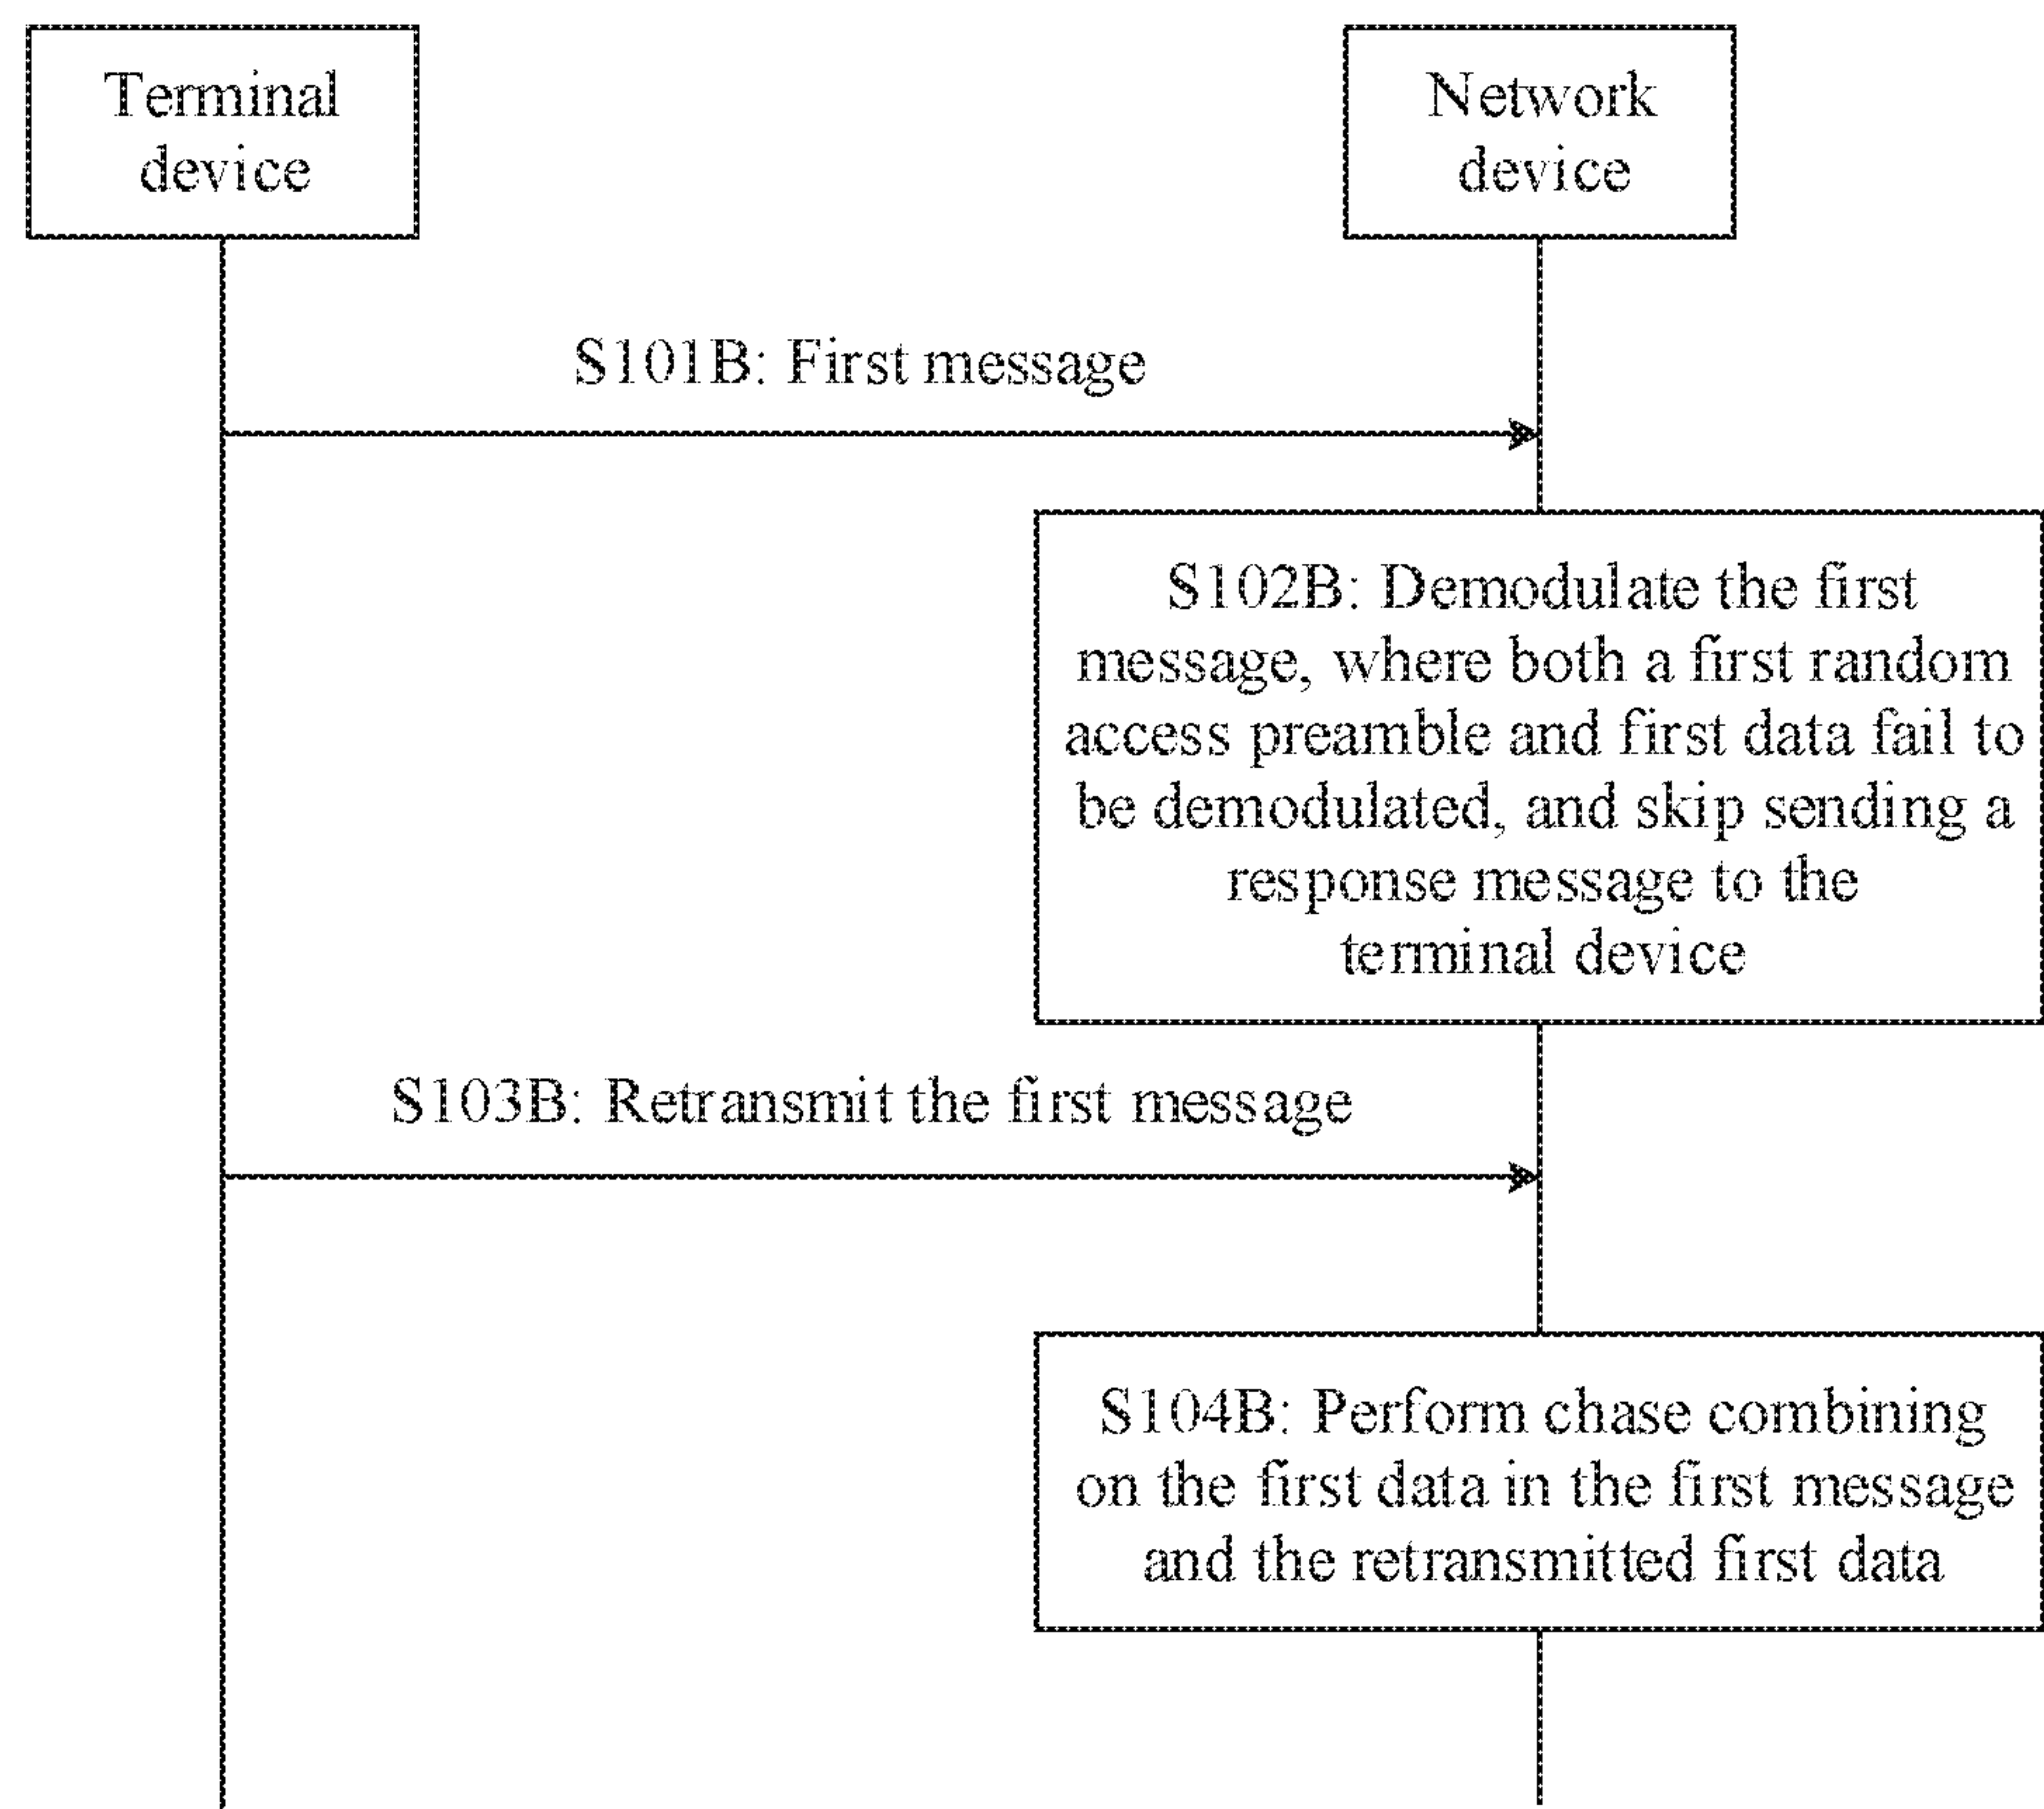 Terminal
device
Network
device
S101B: First message
S102B: Demodulate the first
message, where both a first random
access preamble and first data fail to
be demodulated, and skip sending a
response message to the
terminal device
S103B: Retransmit the first message
S104B: Perform chase combining
on the first data in the first message
and the retransmitted first data